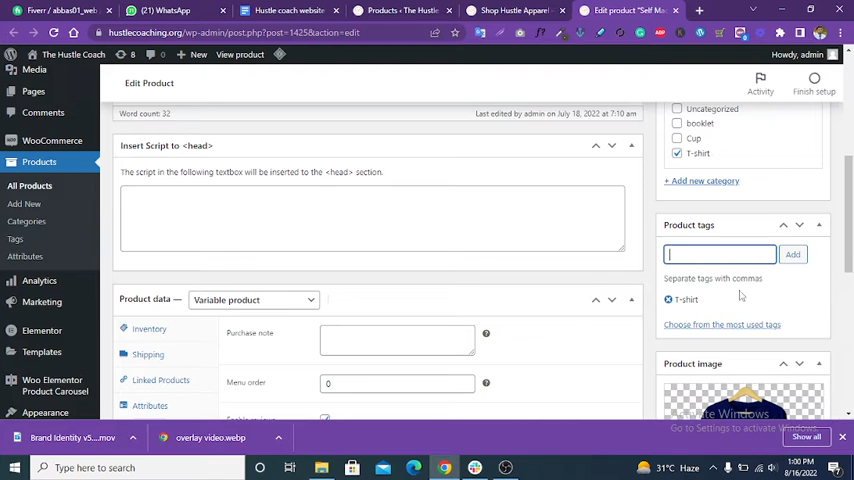 Fiverr / abbas01_web
(21) WhatsApp
Hustle coach website
Products ‹ The Hustle
Shop Hustle Apparel -
Edit product "Self Ma
hustlecoaching.org/wp-admin/post.php?post=1425&action=edit
The Hustle Coach
8
0
New
View product
Howdy, admin
Media
Pages
Comments
WooCommerce
Products
All Products
Add New
Categories
Tags
Attributes
Analytics
Marketing
Elementor
Templates
Woo Elementor
Product Carousel
Appearance
Edit Product
Activity
Finish setup
Word count: 32
Last edited by admin on July 18, 2022 at 7:10 am
Insert Script to <head>
The script in the following textbox will be inserted to the <head> section.
Product data —
Variable product
Inventory
Shipping
Linked Products
Attributes
Purchase note
Menu order
0
Enable reviews
Uncategorized
booklet
Cup
T-shirt
+ Add new category
Product tags
Add
Separate tags with commas
T-shirt
Choose from the most used tags
Product image
Activate Windows
Go to Settings to activate Windows.
Brand Identity v5....mov
overlay video.webp
Show all
Type here to search
31°C Haze
1:00 PM
8/16/2022